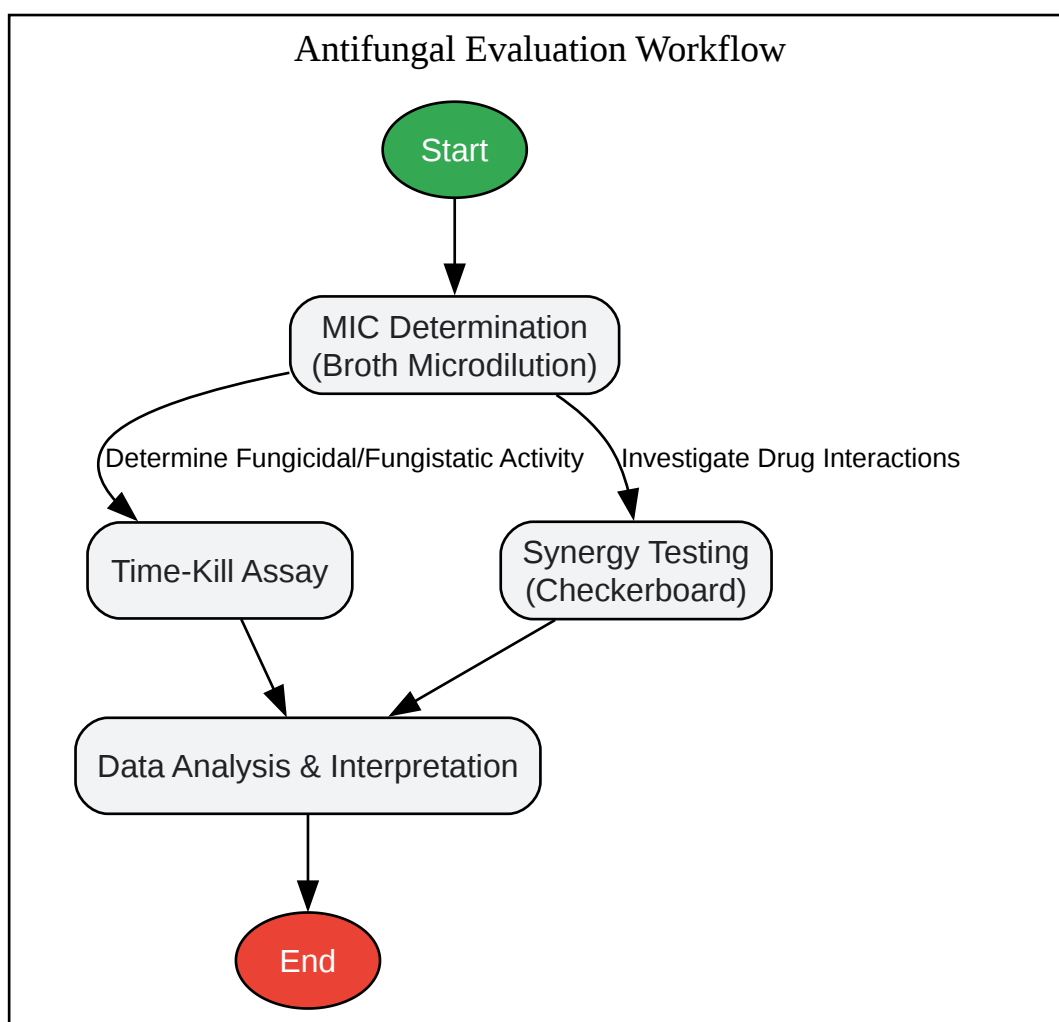 Antifungal Evaluation Workflow
Start
MIC Determination
(Broth Microdilution)
Determine Fungicidal/Fungistatic Activity
Investigate Drug Interactions
Time-Kill Assay
Synergy Testing
(Checkerboard)
Data Analysis & Interpretation
End